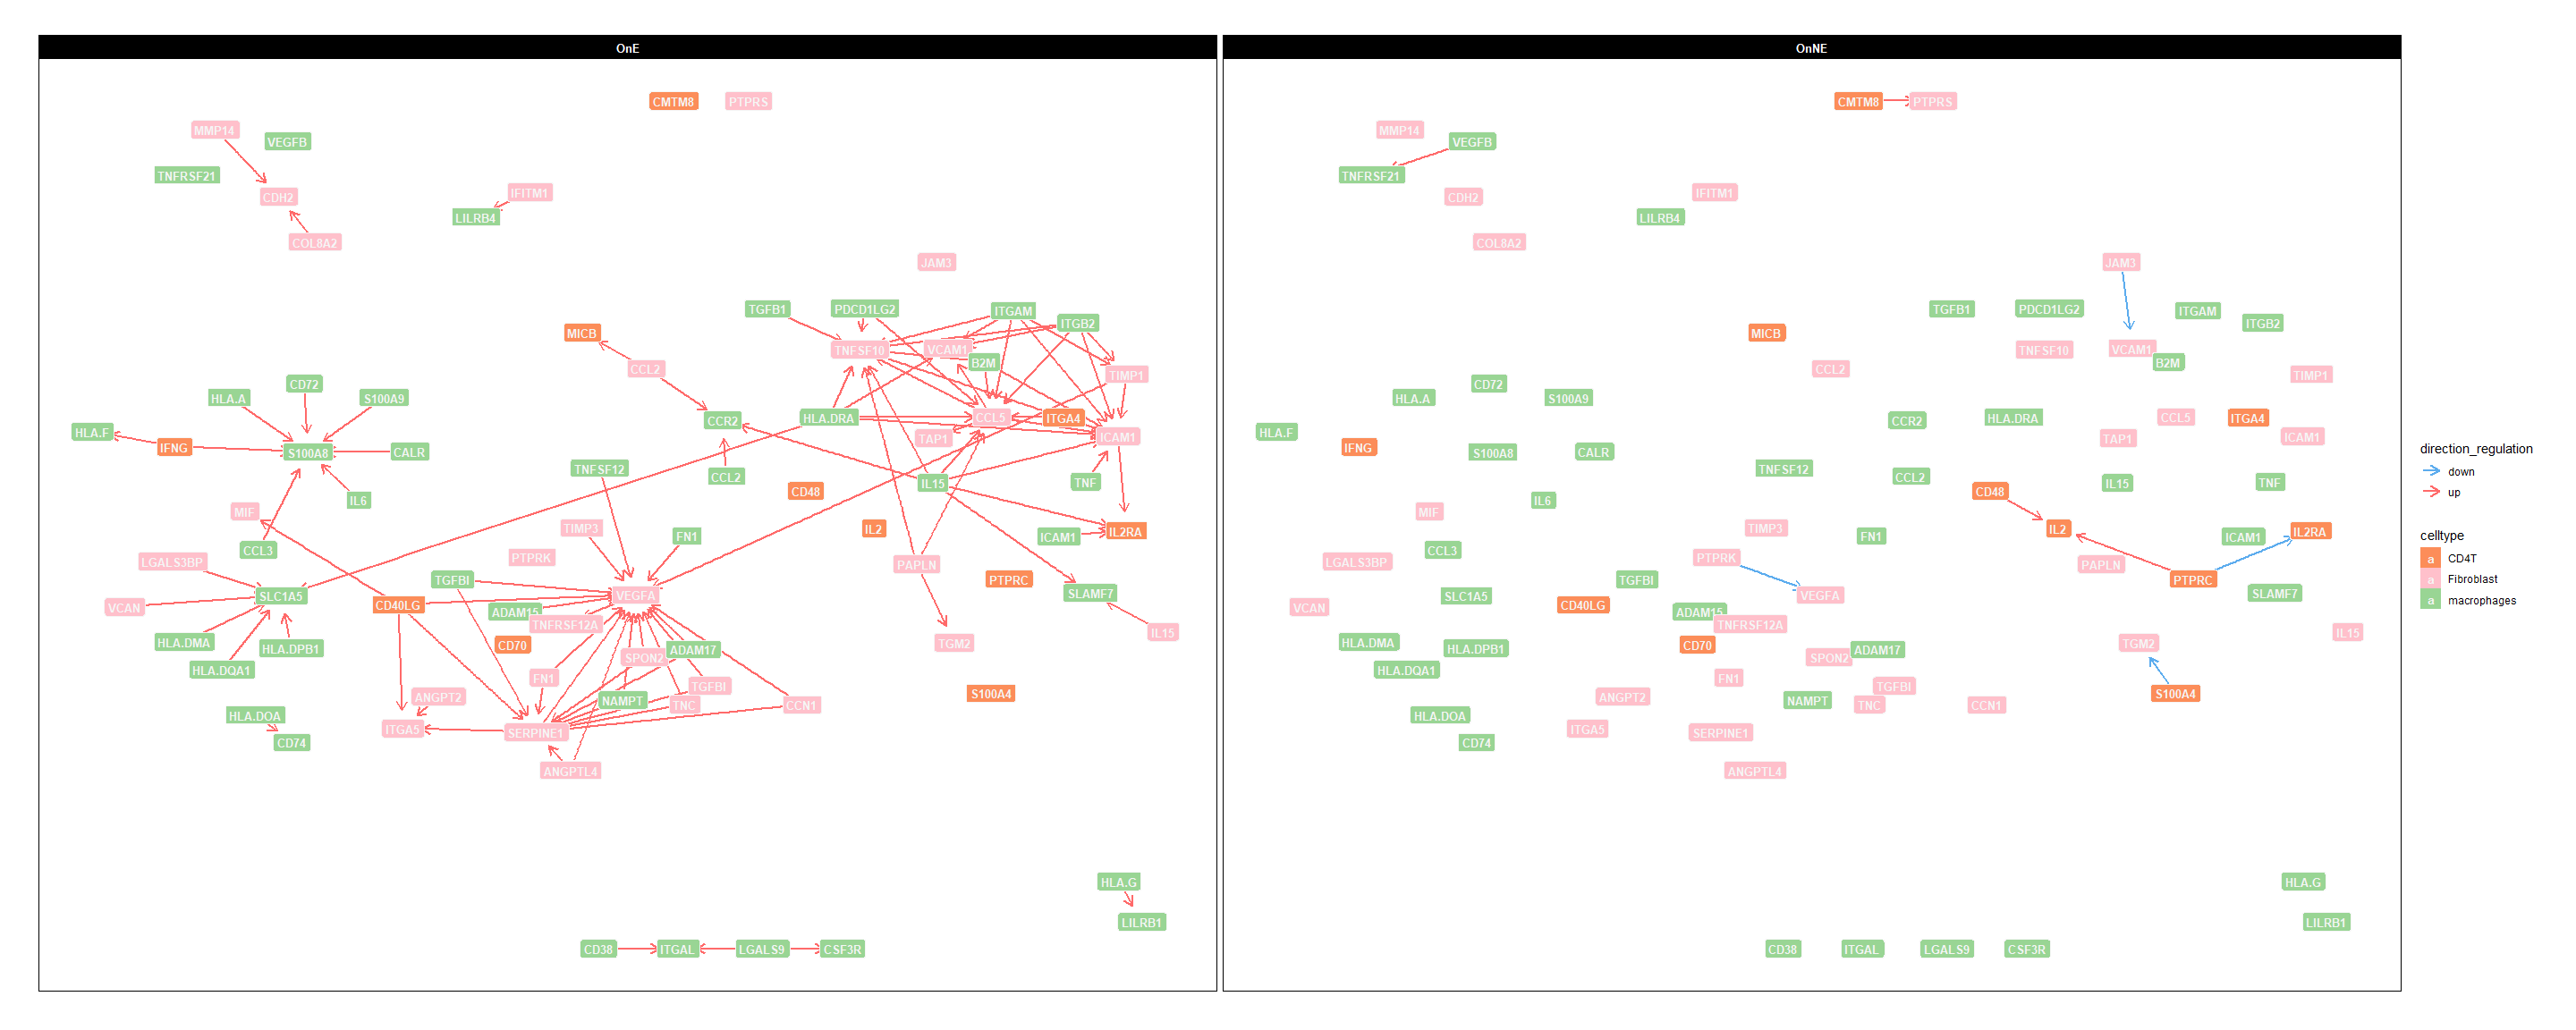 OnE
CMTM8 PTPRS
MMP14
VEGFB
TNFRSF21
IFITM1
CDH2
LILRB4
COL8A2
JAM3
TGFB1 PDCD1LG2 ITGAM
ITGB2
MICB
TNFSF10 VCAM1
B2M
CCL2
TIMP1
CD72
HLA.A S100A9
HLA.DRA CCL5 ITGA4
CCR2
HLA.F
TAP1 ICAM1
IFNG
S100A8 CALR
TNFSF12
CCL2
IL15 TNF
CD48
IL6
MIF
TIMP3 IL2 IL2RA
FN1 ICAM1
CCL3
LGALS3BP PTPRK PAPLN
TGFBI PTPRC
SLC1A5 VEGFA SLAMF7
VCAN CD40LG
ADAM15
TNFRSF12A IL15
HLA.DMA CD70 TGM2
HLA.DPB1 ADAM17
SPON2
HLA.DQA1 FN1
TGFBI
ANGPT2 S100A4
NAMPT TNC CCN1
HLA.DOA
ITGA5 SERPINE1
CD74
ANGPTL4
HLA.G
LILRB1
CD38 ITGAL LGALS9 CSF3R
OnNE
CMTM8 PTPRS
MMP14
VEGFB
TNFRSF21
IFITM1
CDH2
LILRB4
COL8A2
JAM3
TGFB1 PDCD1LG2 ITGAM
ITGB2
MICB
TNFSF10 VCAM1
B2M
CCL2
TIMP1
CD72
HLA.A S100A9
HLA.DRA CCL5 ITGA4
CCR2
HLA.F
TAP1 ICAM1
IFNG
S100A8 CALR
TNFSF12
CCL2
IL15 TNF
CD48
IL6
MIF
TIMP3 IL2 IL2RA
FN1 ICAM1
CCL3
LGALS3BP PTPRK PAPLN
TGFBI PTPRC
SLC1A5 VEGFA SLAMF7
VCAN CD40LG
ADAM15
TNFRSF12A IL15
HLA.DMA CD70 TGM2
HLA.DPB1 ADAM17
SPON2
HLA.DQA1 FN1
TGFBI
ANGPT2 S100A4
NAMPT TNC CCN1
HLA.DOA
ITGA5 SERPINE1
CD74
ANGPTL4
HLA.G
LILRB1
CD38 ITGAL LGALS9 CSF3R
direction_regulation
down
up
celltype
a CD4T
a Fibroblast
a macrophages